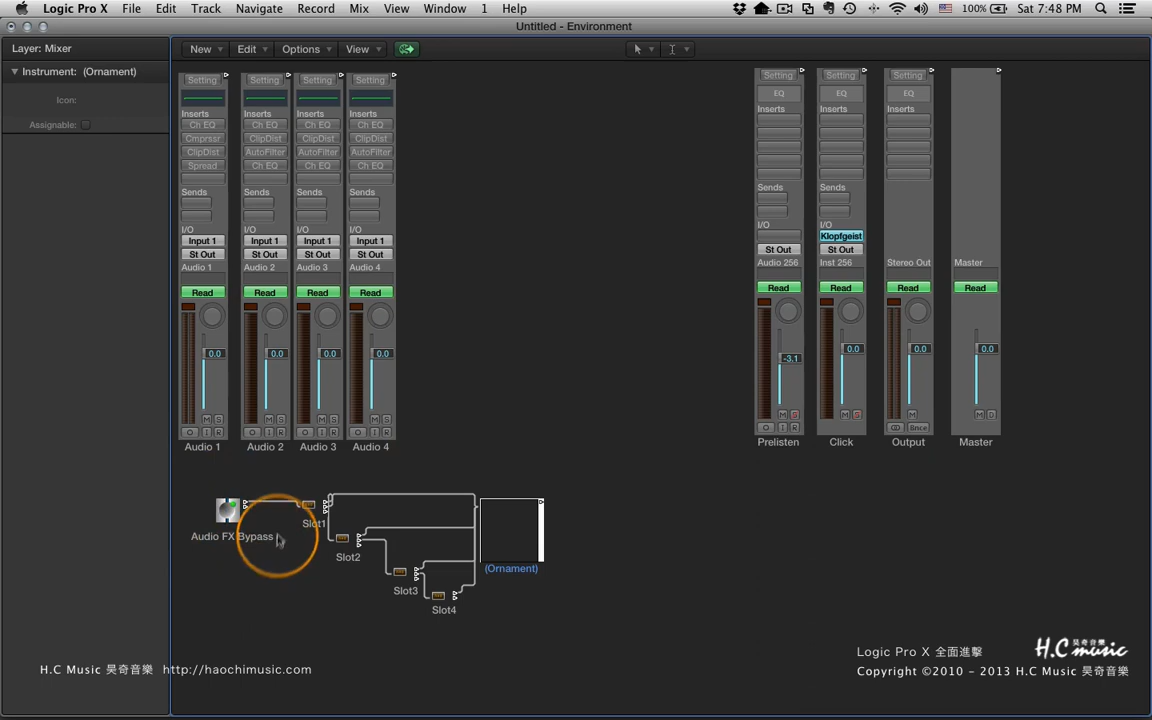 Logic Pro X File Edit Track Navigate Record Mix View Window 1 Help 100% Sat 7:48 PM
Untitled - Environment
Layer: Mixer New Edit Options View
Instrument: (Ornament)
Icon:
Assignable:
Setting Setting Setting Setting Setting Setting Setting
EQ EQ EQ
Inserts Inserts Inserts Inserts Inserts Inserts Inserts
Ch EQ Ch EQ Ch EQ Ch EQ
Cmprssr ClipDist ClipDist ClipDist
ClipDist AutoFilter AutoFilter AutoFilter
Spread Ch EQ Ch EQ Ch EQ
Sends Sends Sends Sends Sends Sends
I/O I/O I/O I/O I/O I/O
Input 1 Input 1 Input 1 Input 1 Klopfgeist
St Out St Out St Out St Out St Out St Out
Audio 1 Audio 2 Audio 3 Audio 4 Audio 256 Inst 256 Stereo Out Master
Read Read Read Read Read Read Read Read
0.0 0.0 0.0 0.0 -3.1 0.0 0.0 0.0
M S M S M S M S M S M S M M D
I R I R I R I R I R Bnce
Audio 1 Audio 2 Audio 3 Audio 4 Prelisten Click Output Master
Slot1
Audio FX Bypass
Slot2
(Ornament)
Slot3
Slot4
Logic Pro X 全面進擊
H.C music 昊奇音樂
H.C Music 昊奇音樂 http://haochimusic.com
Copyright ©2010 - 2013 H.C Music 昊奇音樂